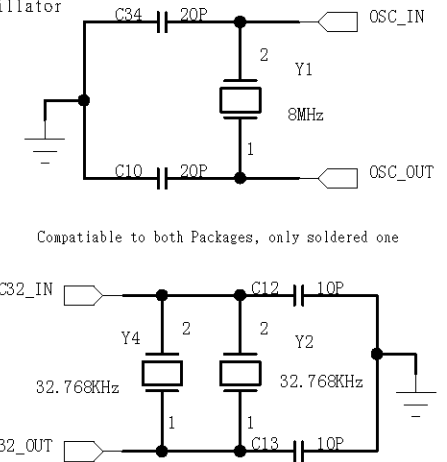 illator
C34 20P
OSC_IN
2
Y1
8MHz
1
C10 20P
OSC_OUT
Compatiable to both Packages, only soldered one
C32_IN
C12 10P
Y4
2
2
Y2
32.768KHz
32.768KHz
1
1
32_OUT
C13 10P